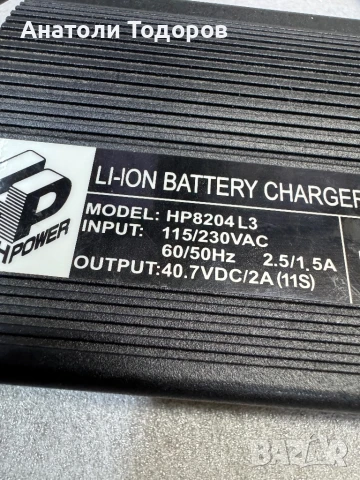 Анатоли Тодоров
LI-ION BATTERY CHARGER
MODEL: HP8204L3
INPUT: 115/230VAC
60/50Hz 2.5/1.5A
OUTPUT:40.7VDC/2A(11S)
BAZAR